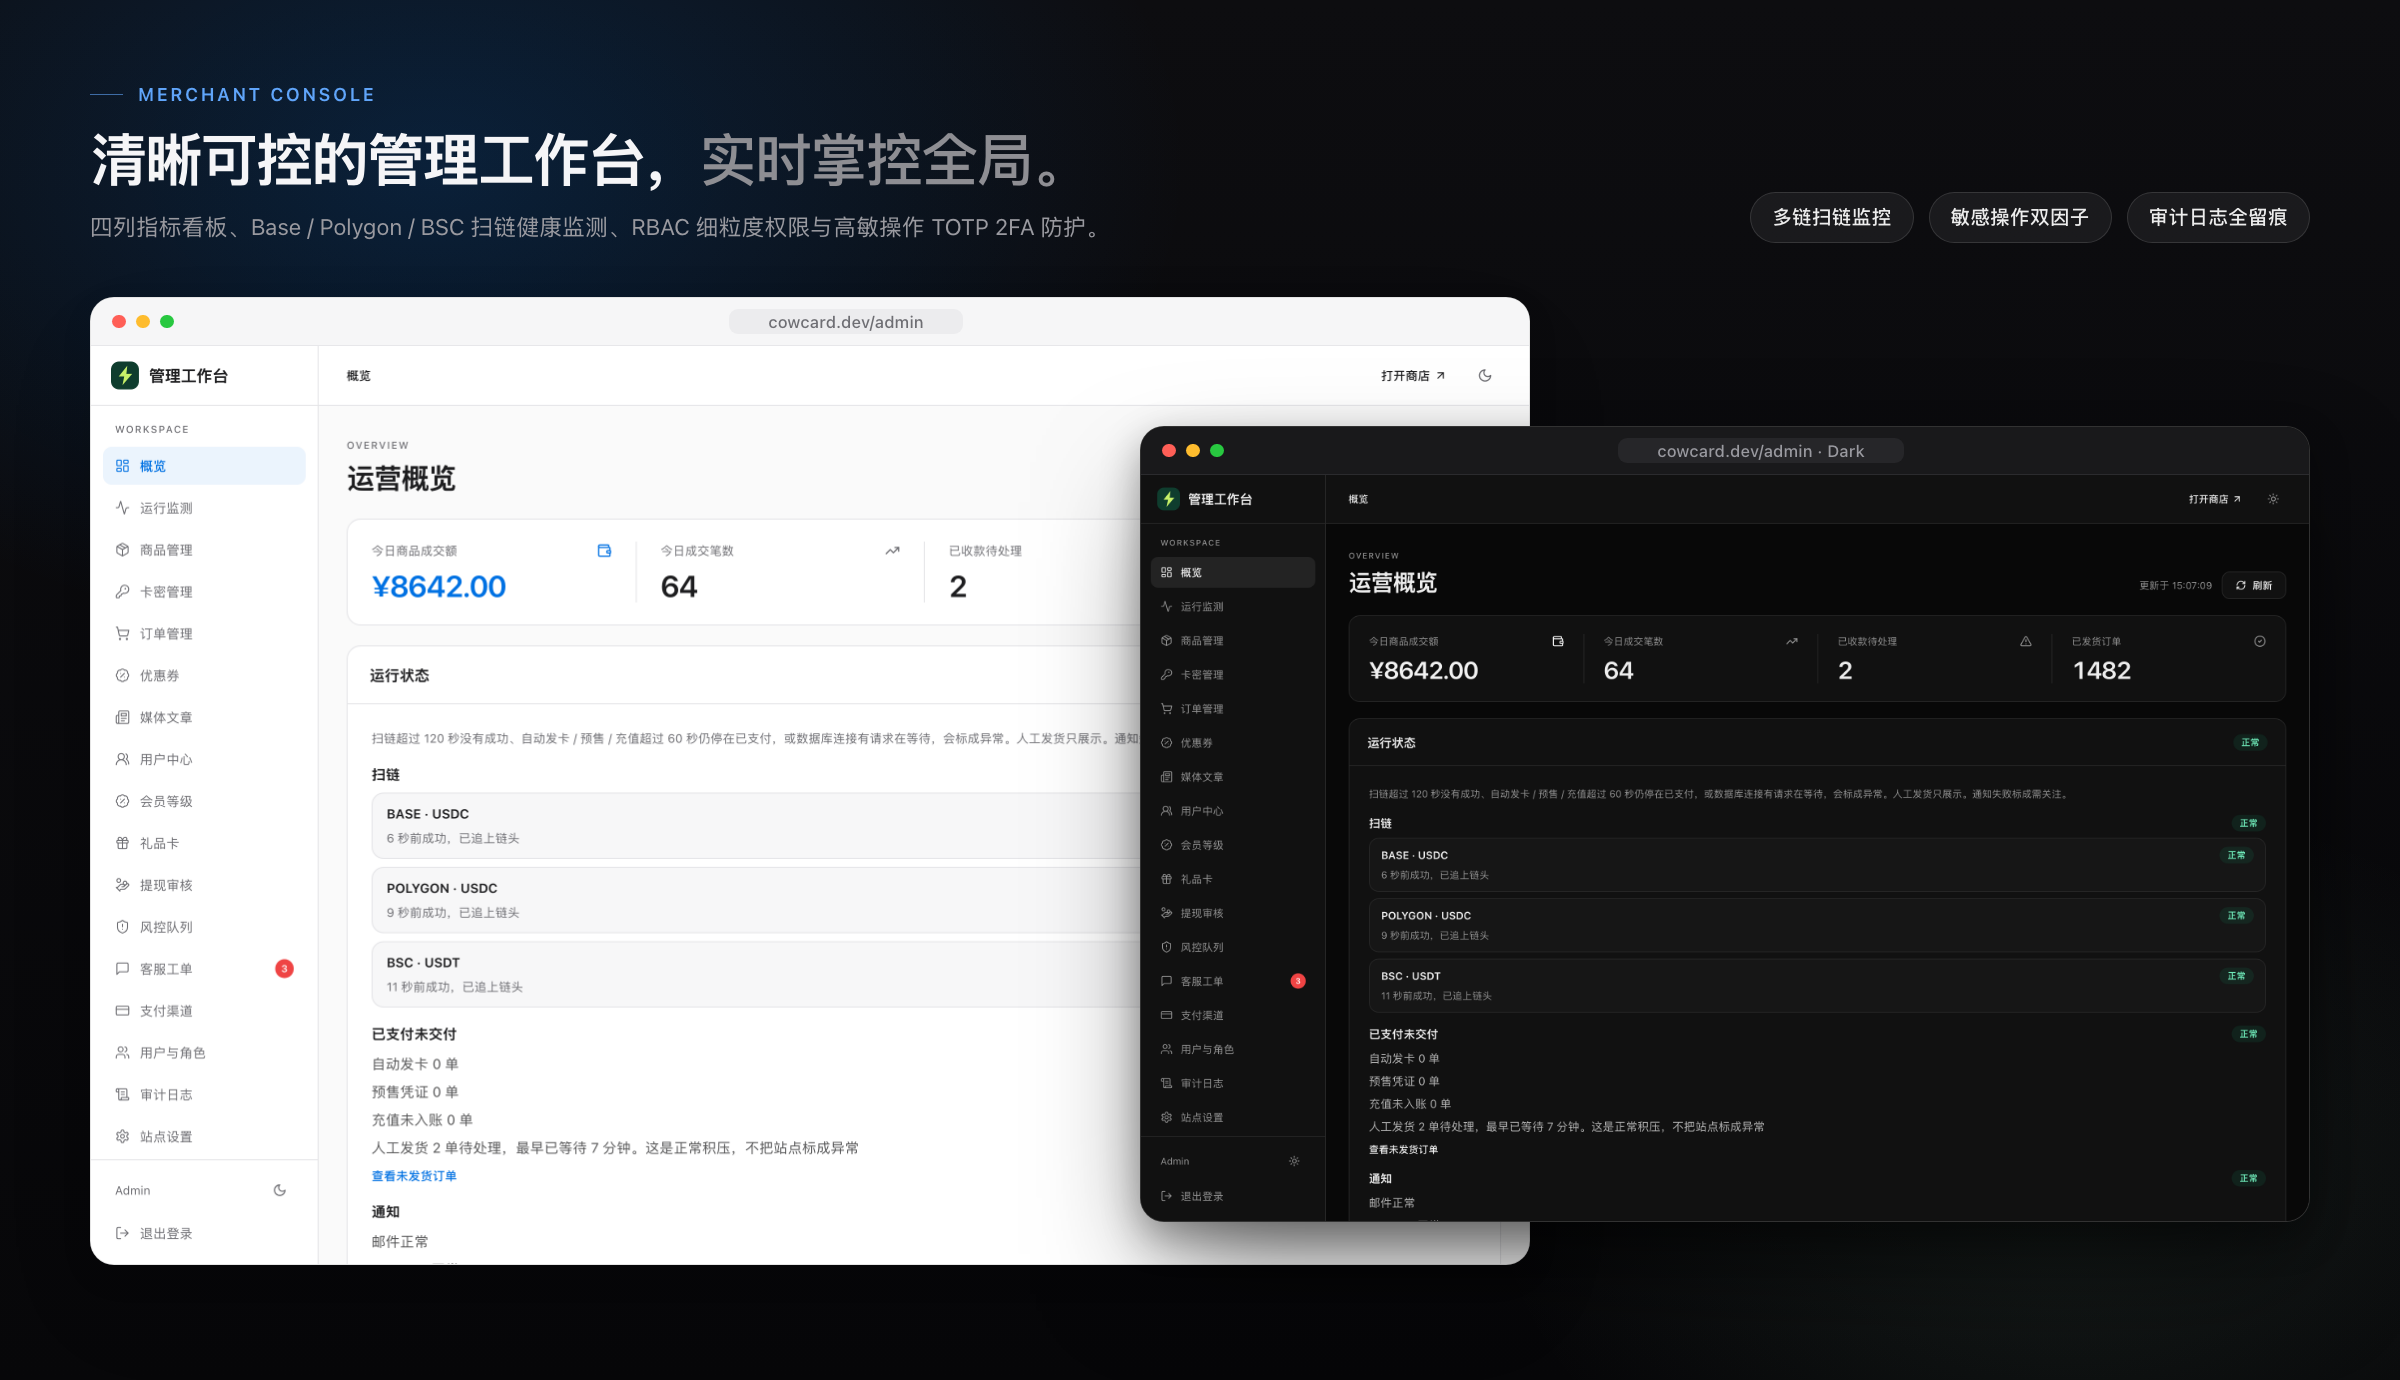 MERCHANT CONSOLE
清晰可控的管理工作台，实时掌控全局。
四列指标看板、Base / Polygon / BSC 扫链健康监测、RBAC 细粒度权限与高敏操作 TOTP 2FA 防护。
多链扫链监控
敏感操作双因子
审计日志全留痕
cowcard.dev/admin
管理工作台
概览
打开商店
WORKSPACE
概览
运行监测
商品管理
卡密管理
订单管理
优惠券
媒体文章
用户中心
会员等级
礼品卡
提现审核
风控队列
客服工单 3
支付渠道
用户与角色
审计日志
站点设置
Admin
退出登录
OVERVIEW
运营概览
今日商品成交额
¥8642.00
今日成交笔数
64
已收款待处理
2
运行状态
扫链超过 120 秒没有成功、自动发卡 / 预售 / 充值超过 60 秒仍停在已支付，或数据库连接有请求在等待，会标成异常。人工发货只展示。通知
扫链
BASE · USDC
6 秒前成功，已追上链头
POLYGON · USDC
9 秒前成功，已追上链头
BSC · USDT
11 秒前成功，已追上链头
已支付未交付
自动发卡 0 单
预售凭证 0 单
充值未入账 0 单
人工发货 2 单待处理，最早已等待 7 分钟。这是正常积压，不把站点标成异常
查看未发货订单
通知
邮件正常
cowcard.dev/admin · Dark
管理工作台
概览
打开商店
WORKSPACE
概览
运行监测
商品管理
卡密管理
订单管理
优惠券
媒体文章
用户中心
会员等级
礼品卡
提现审核
风控队列
客服工单 3
支付渠道
用户与角色
审计日志
站点设置
Admin
退出登录
OVERVIEW
运营概览
更新于 15:07:09
刷新
今日商品成交额
¥8642.00
今日成交笔数
64
已收款待处理
2
已发货订单
1482
运行状态 正常
扫链超过 120 秒没有成功、自动发卡 / 预售 / 充值超过 60 秒仍停在已支付，或数据库连接有请求在等待，会标成异常。人工发货只展示。通知失败标成需关注。
扫链 正常
BASE · USDC 正常
6 秒前成功，已追上链头
POLYGON · USDC 正常
9 秒前成功，已追上链头
BSC · USDT 正常
11 秒前成功，已追上链头
已支付未交付 正常
自动发卡 0 单
预售凭证 0 单
充值未入账 0 单
人工发货 2 单待处理，最早已等待 7 分钟。这是正常积压，不把站点标成异常
查看未发货订单
通知 正常
邮件正常